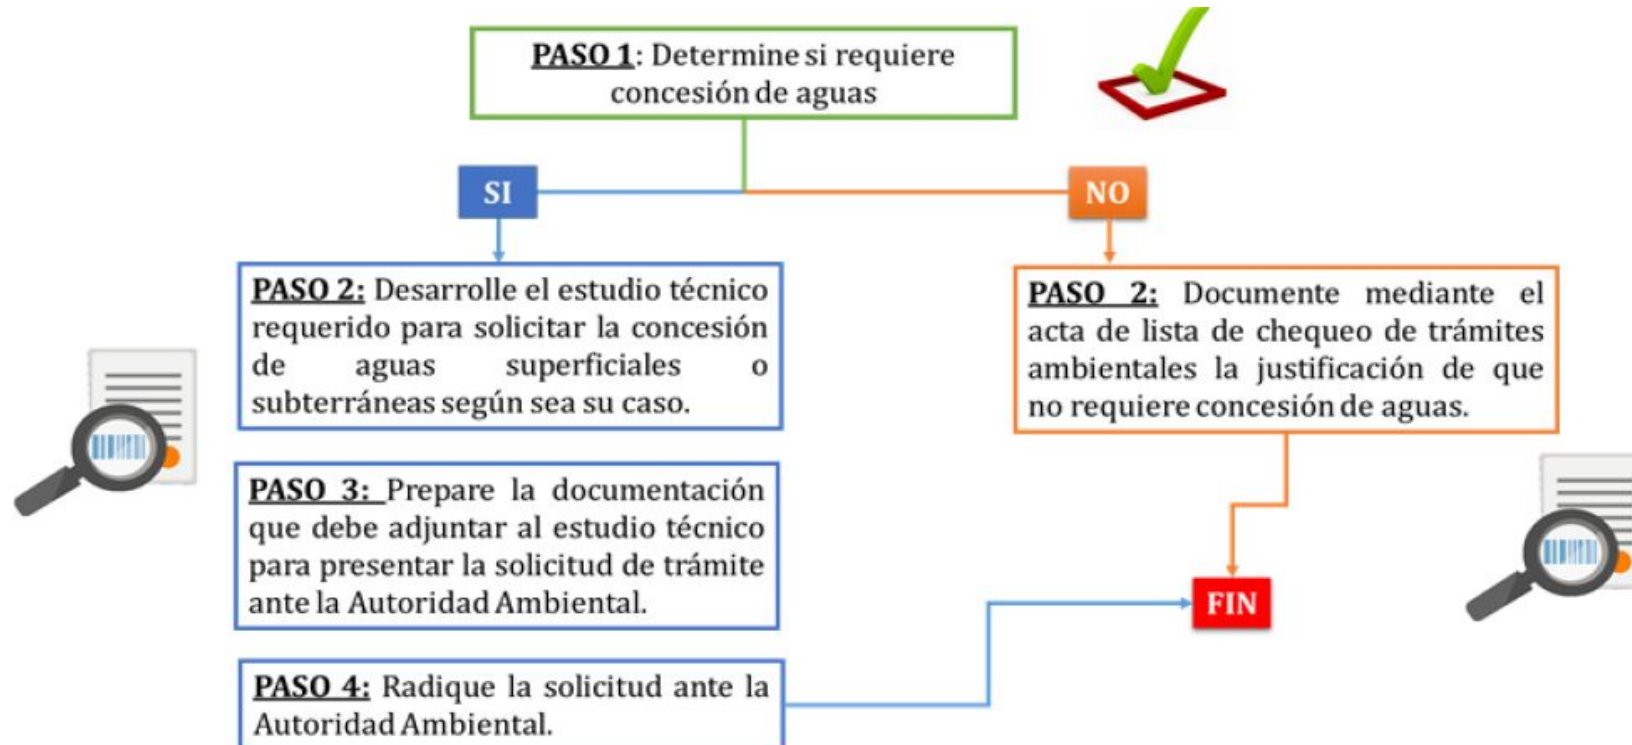 PASO 1: Determine si requiere
concesión de aguas
SI
NO
PASO 2: Desarrolle el estudio técnico
requerido para solicitar la concesión
de aguas superficiales o
subterráneas según sea su caso.
PASO 2: Documente mediante el
acta de lista de chequeo de trámites
ambientales la justificación de que
no requiere concesión de aguas.
PASO 3: Prepare la documentación
que debe adjuntar al estudio técnico
para presentar la solicitud de trámite
ante la Autoridad Ambiental.
FIN
PASO 4: Radique la solicitud ante la
Autoridad Ambiental.